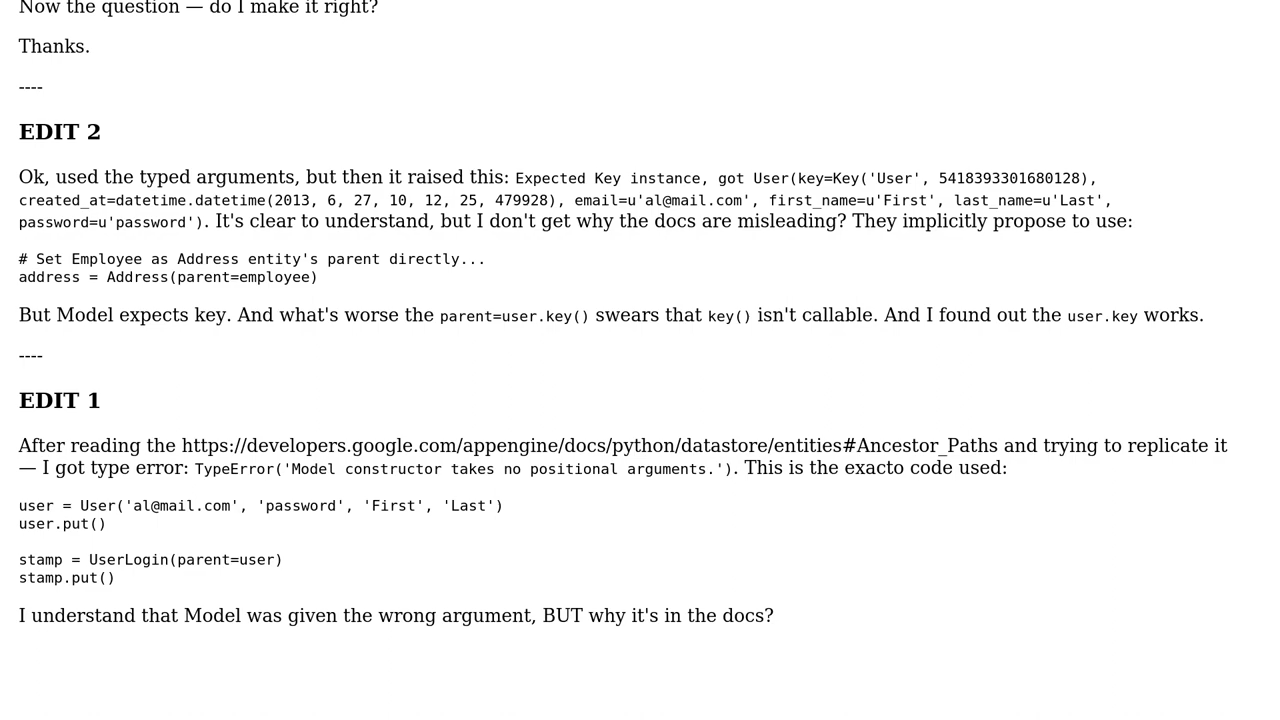 Now the question — do I make it right?
Thanks.
----
EDIT 2
Ok, used the typed arguments, but then it raised this: Expected Key instance, got User(key=Key('User', 5418393301680128),
created_at=datetime.datetime(2013, 6, 27, 10, 12, 25, 479928), email=u'al@mail.com', first_name=u'First', last_name=u'Last',
password=u'password'). It's clear to understand, but I don't get why the docs are misleading? They implicitly propose to use:
# Set Employee as Address entity's parent directly...
address = Address(parent=employee)
But Model expects key. And what's worse the parent=user.key() swears that key() isn't callable. And I found out the user.key works.
----
EDIT 1
After reading the https://developers.google.com/appengine/docs/python/datastore/entities#Ancestor_Paths and trying to replicate it
— I got type error: TypeError('Model constructor takes no positional arguments.'). This is the exacto code used:
user = User('al@mail.com', 'password', 'First', 'Last')
user.put()
stamp = UserLogin(parent=user)
stamp.put()
I understand that Model was given the wrong argument, BUT why it's in the docs?